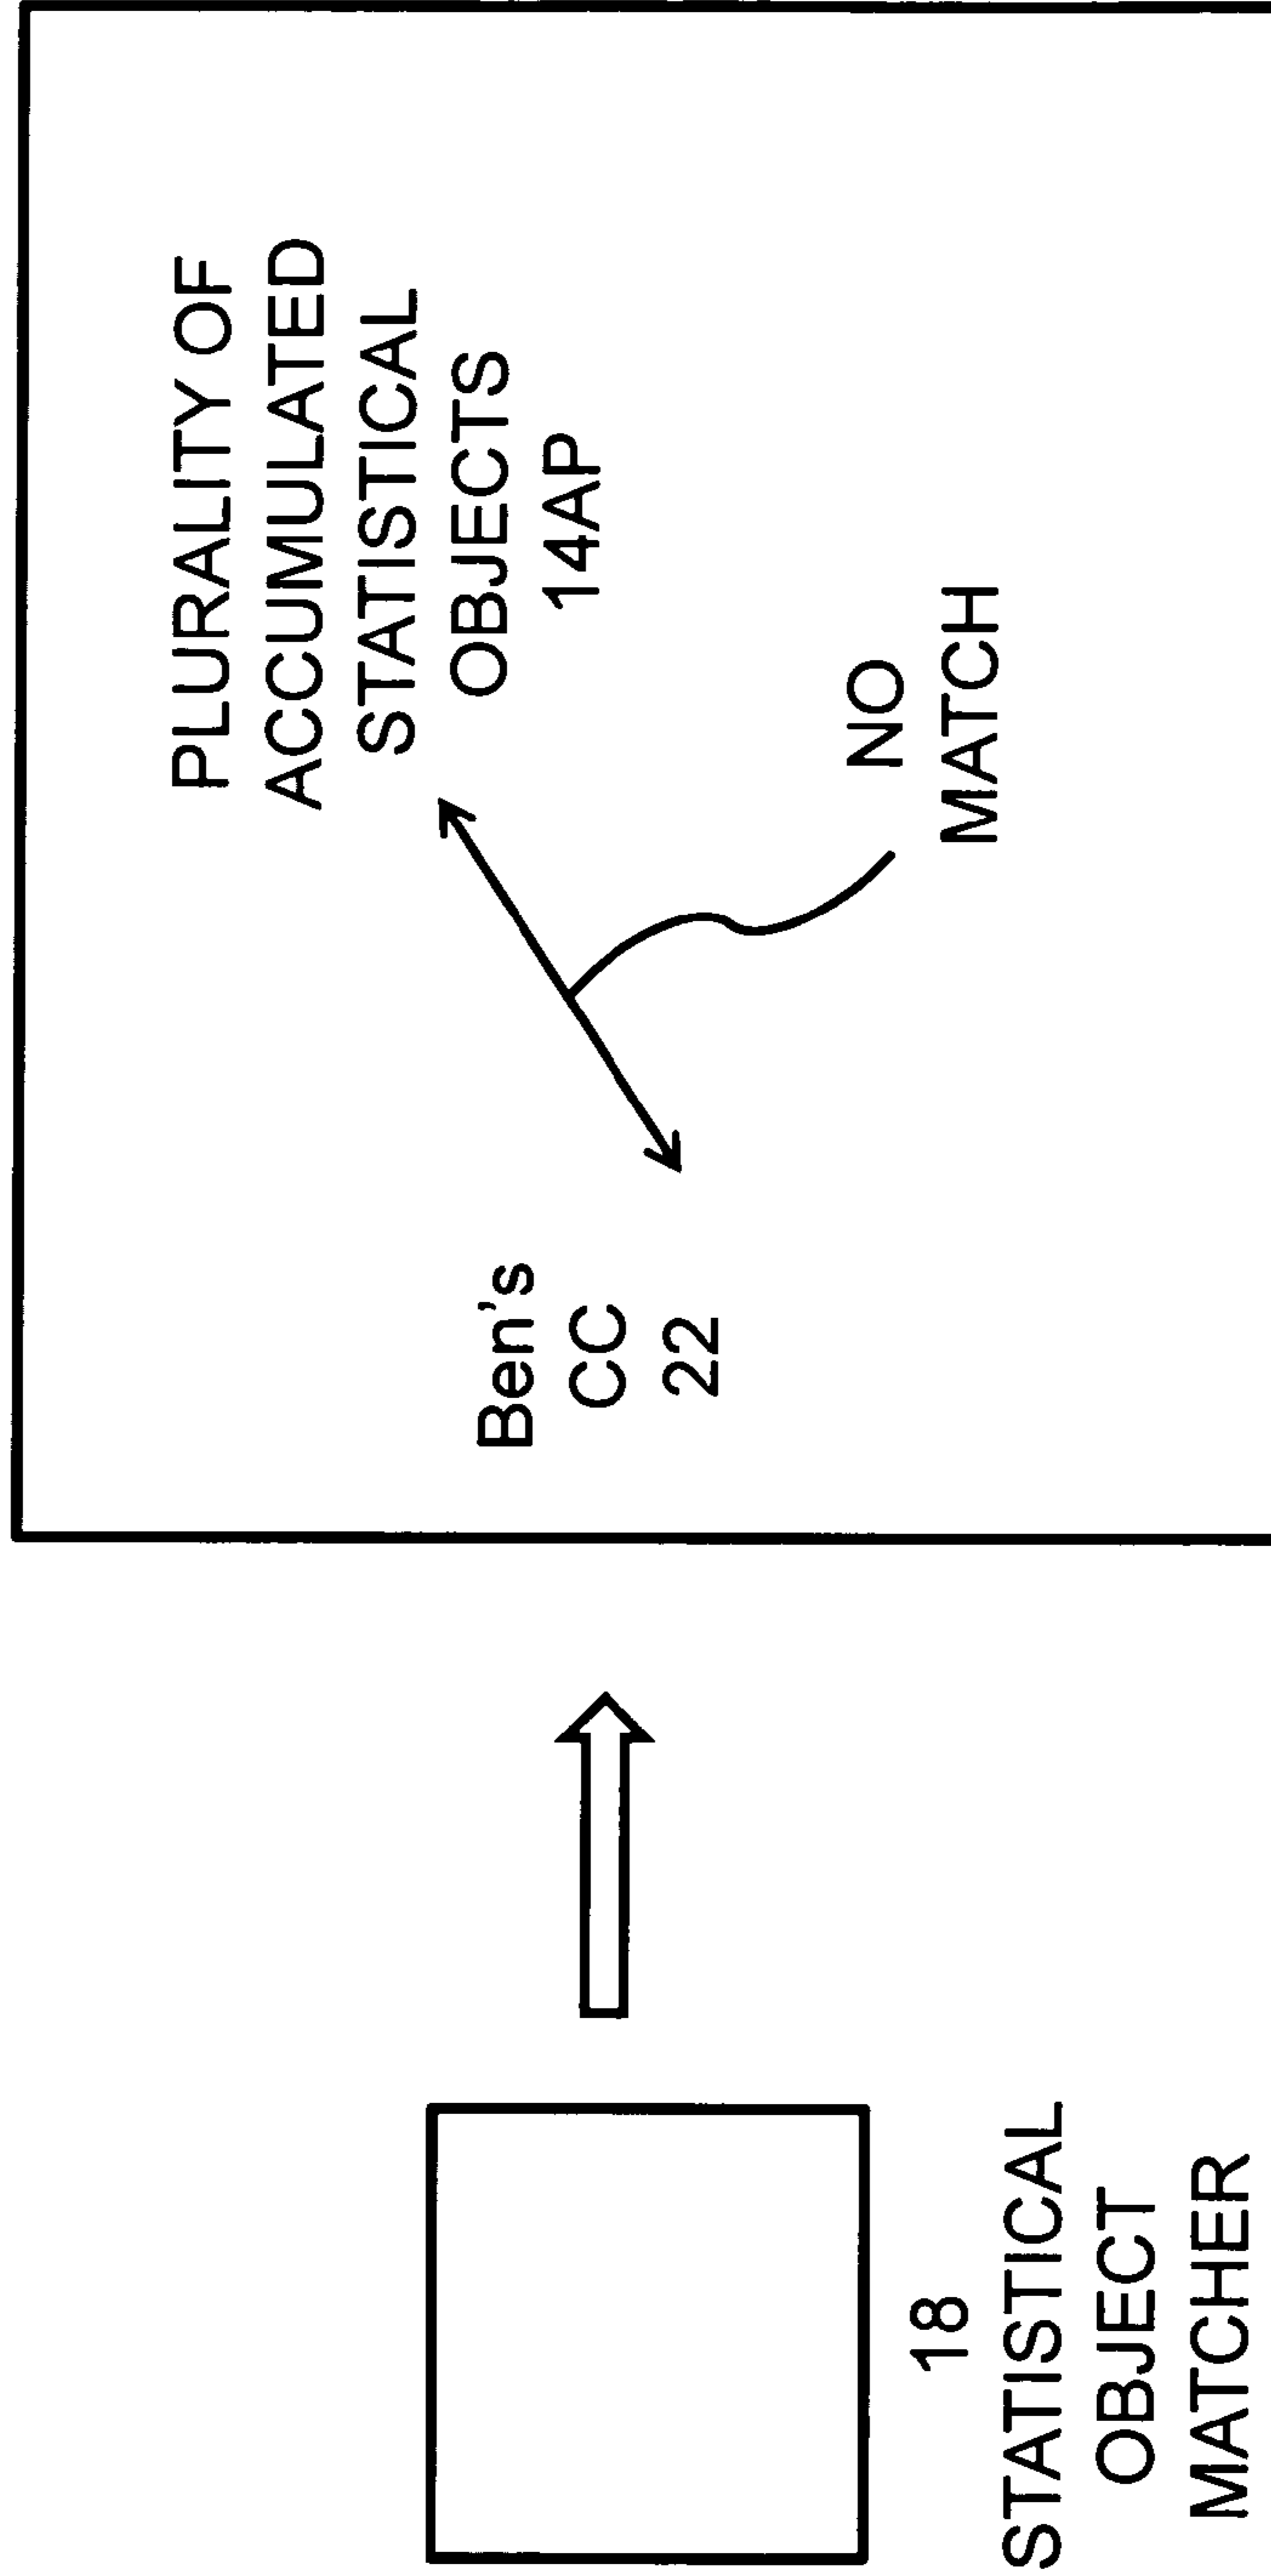 18
STATISTICAL
OBJECT
MATCHER
Ben's
CC
22
PLURALITY OF
ACCUMULATED
STATISTICAL
OBJECTS
14AP
NO
MATCH